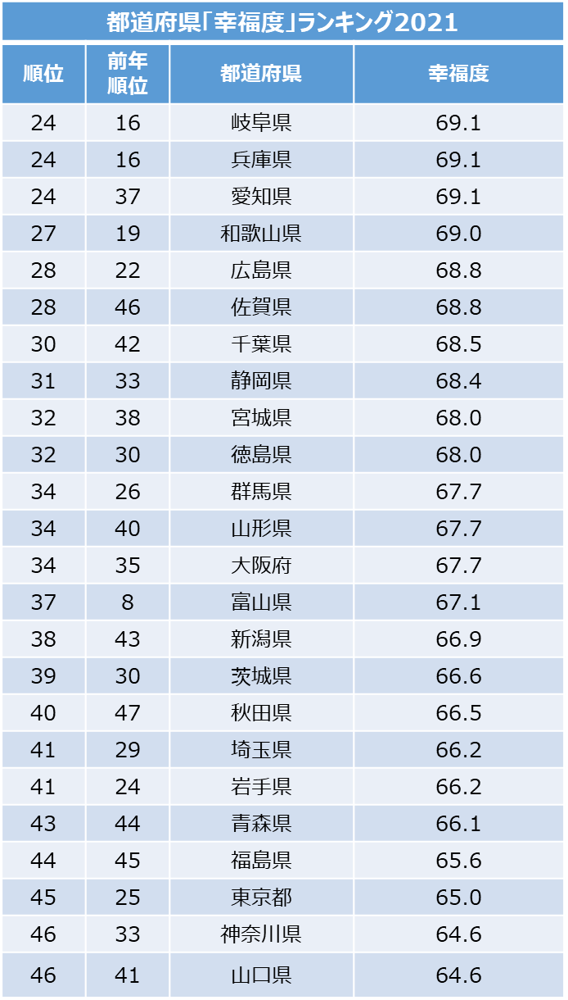 都道府県「幸福度」ランキング2021
順位 前年順位 都道府県 幸福度
24 16 岐阜県 69.1
24 16 兵庫県 69.1
24 37 愛知県 69.1
27 19 和歌山県 69.0
28 22 広島県 68.8
28 46 佐賀県 68.8
30 42 千葉県 68.5
31 33 静岡県 68.4
32 38 宮城県 68.0
32 30 徳島県 68.0
34 26 群馬県 67.7
34 40 山形県 67.7
34 35 大阪府 67.7
37 8 富山県 67.1
38 43 新潟県 66.9
39 30 茨城県 66.6
40 47 秋田県 66.5
41 29 埼玉県 66.2
41 24 岩手県 66.2
43 44 青森県 66.1
44 45 福島県 65.6
45 25 東京都 65.0
46 33 神奈川県 64.6
46 41 山口県 64.6